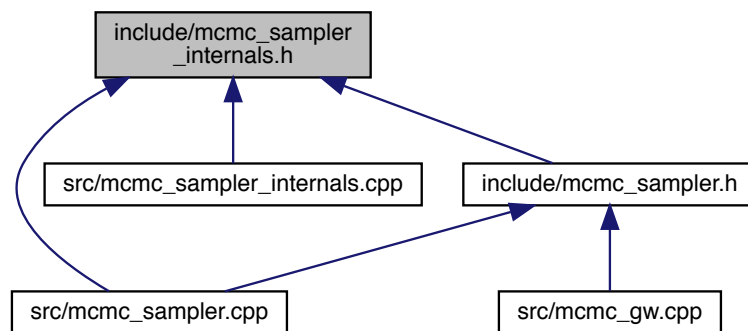 include/mcmc_sampler
_internals.h
src/mcmc_sampler_internals.cpp
include/mcmc_sampler.h
src/mcmc_sampler.cpp
src/mcmc_gw.cpp